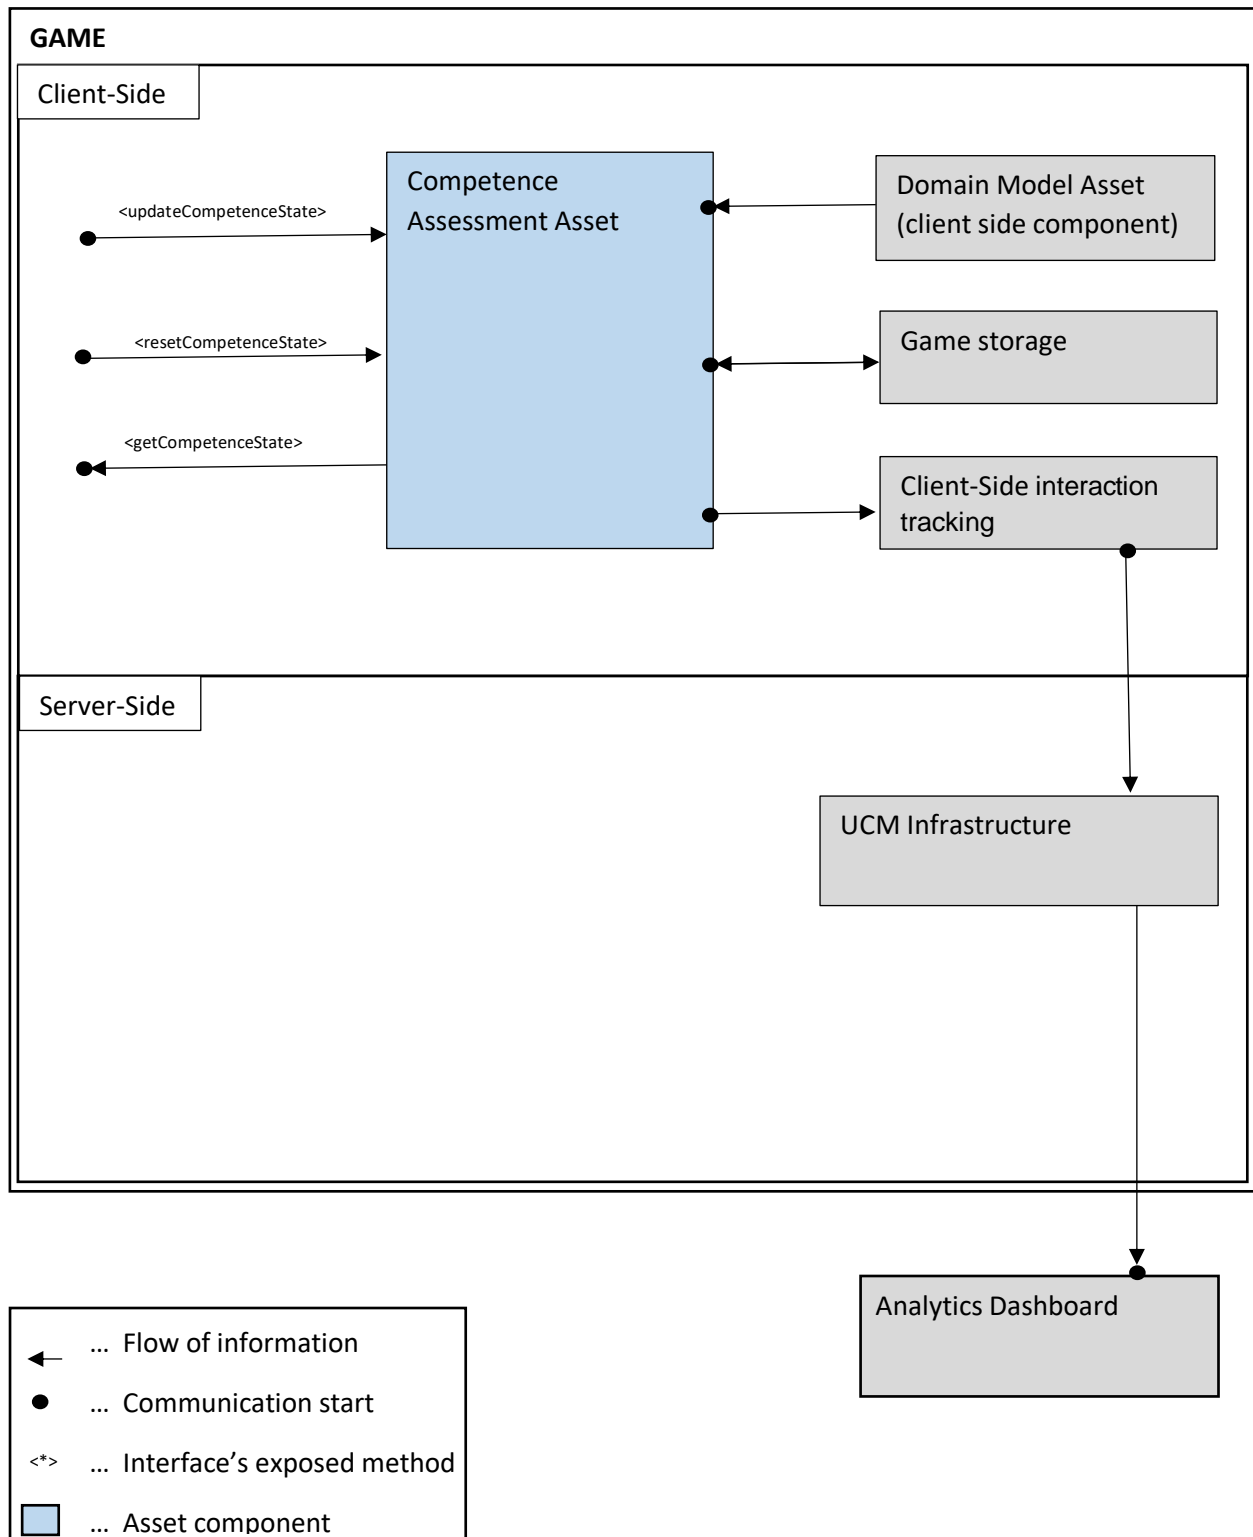 GAME
Client-Side
Competence
Assessment Asset
Domain Model Asset
(client side component)
<updateCompetenceState>
<resetCompetenceState>
Game storage
<getCompetenceState>
Client-Side interaction
tracking
Server-Side
UCM Infrastructure
Analytics Dashboard
... Flow of information
... Communication start
<*> ... Interface’s exposed method
... Asset component